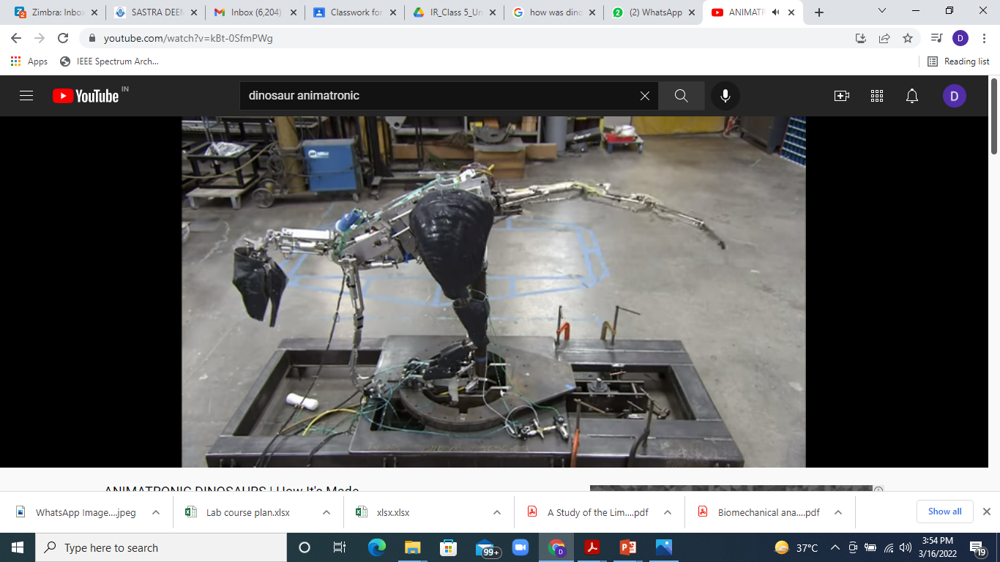 Zimbra: Inbox
SASTRA DEEM
Inbox (6,204)
Classwork for
IR_Class 5_Un
how was dino
(2) WhatsApp
ANIMATR
youtube.com/watch?v=kBt-0SfmPWg
D
Apps
IEEE Spectrum Arch...
Reading list
YouTube IN
dinosaur animatronic
D
ANIMATRONIC DINOSAURS | How It's Made
WhatsApp Image....jpeg
Lab course plan.xlsx
xlsx.xlsx
A Study of the Lim....pdf
Biomechanical ana....pdf
Show all
Type here to search
99+
37°C
3:54 PM
3/16/2022
19